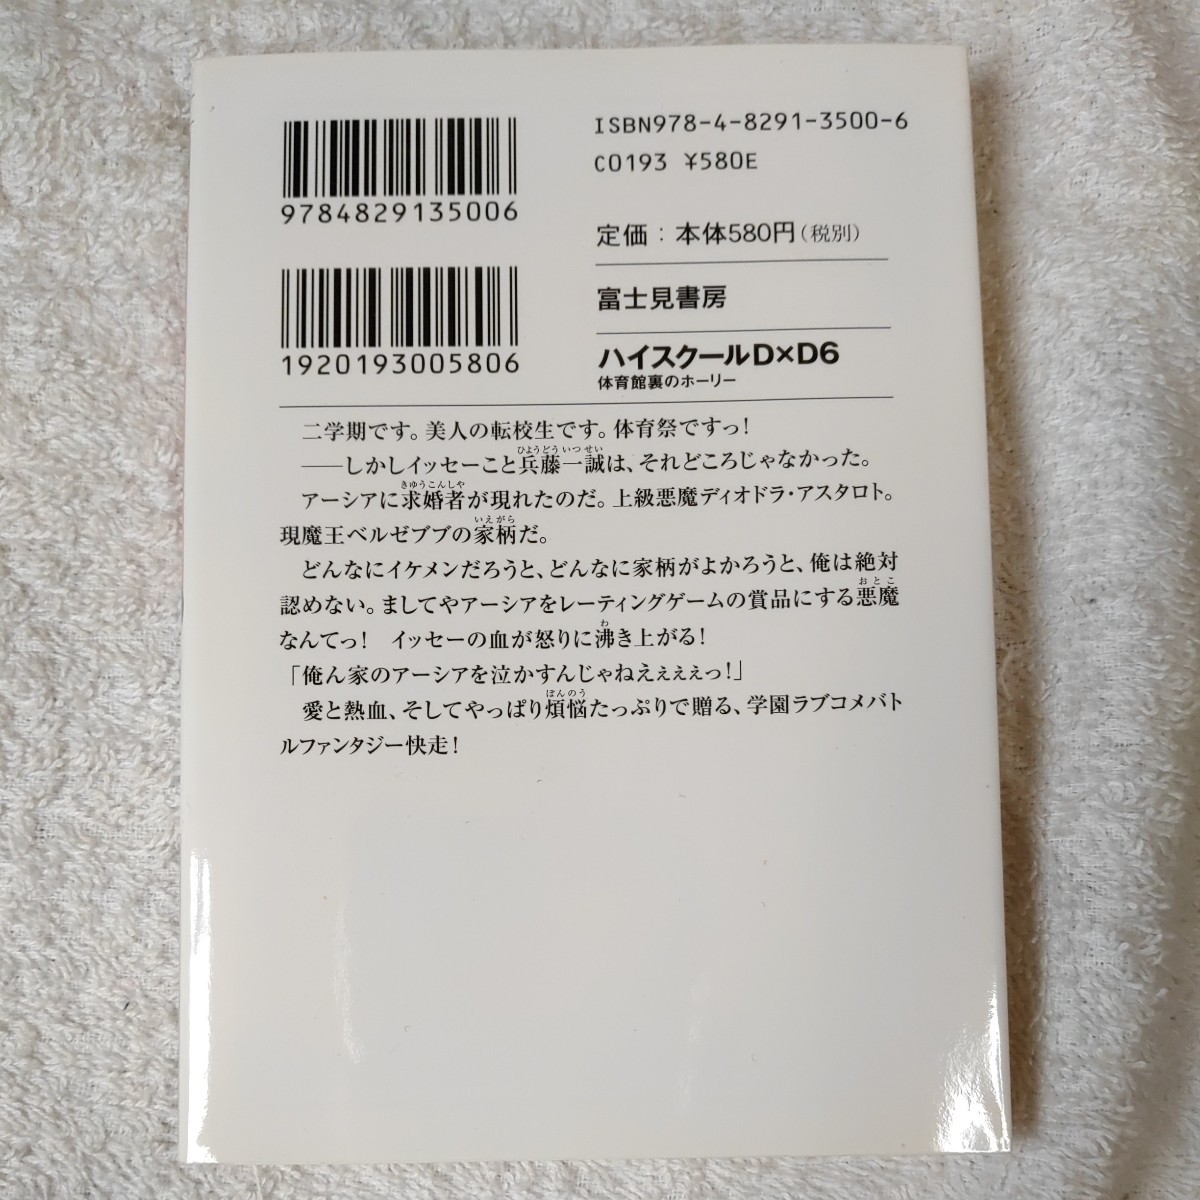 ISBN978-4-8291-3500-6
C0193 ¥580E
9784829135006
定価：本体580円（税別）
富士見書房
1920193005806
ハイスクールD×D6
体育館裏のホーリー
二学期です。美人の転校生です。体育祭ですっ！
――しかしイッセーこと兵藤一誠は、それどころじゃなかった。
アーシアに求婚者が現れたのだ。上級悪魔ディオドラ・アスタロト。
現魔王ベルゼブブの家柄だ。
どんなにイケメンだろうと、どんなに家柄がよかろうと、俺は絶対
認めない。ましてやアーシアをレーティングゲームの賞品にする悪魔
なんてっ！　イッセーの血が怒りに沸き上がる！
「俺ん家のアーシアを泣かすんじゃねえぇぇぇっ！」
愛と熱血、そしてやっぱり煩悩たっぷりで贈る、学園ラブコメバト
ルファンタジー快走！